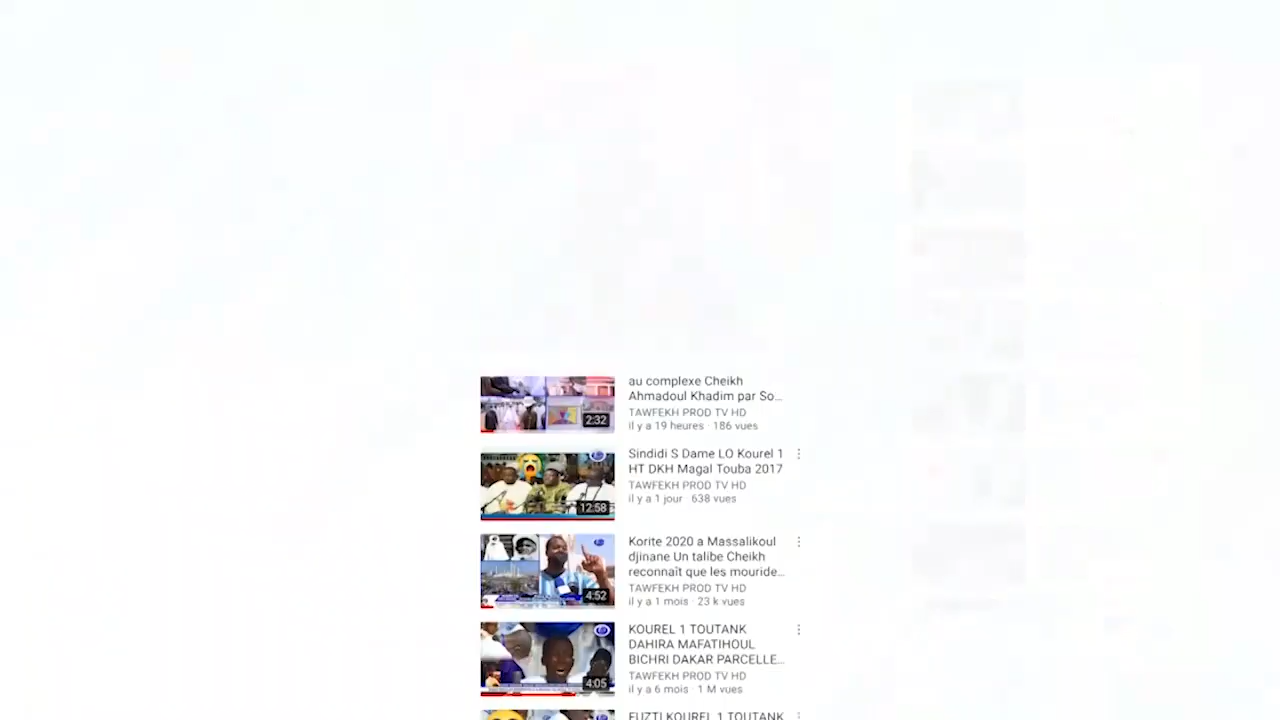 au complexe Cheikh
Ahmadoul Khadim par So...
TAWFEKH PROD TV HD
il y a 19 heures · 186 vues
2:32
Sindidi S Dame LO Kourel 1
HT DKH Magal Touba 2017
TAWFEKH PROD TV HD
il y a 1 jour · 638 vues
12:58
Korite 2020 a Massalikoul
djinane Un talibe Cheikh
reconnaît que les mouride...
TAWFEKH PROD TV HD
il y a 1 mois · 23 k vues
4:52
KOUREL 1 TOUTANK
DAHIRA MAFATIHOUL
BICHRI DAKAR PARCELLE...
TAWFEKH PROD TV HD
il y a 6 mois · 1 M vues
4:05
KOUREL 1 TOUTANK